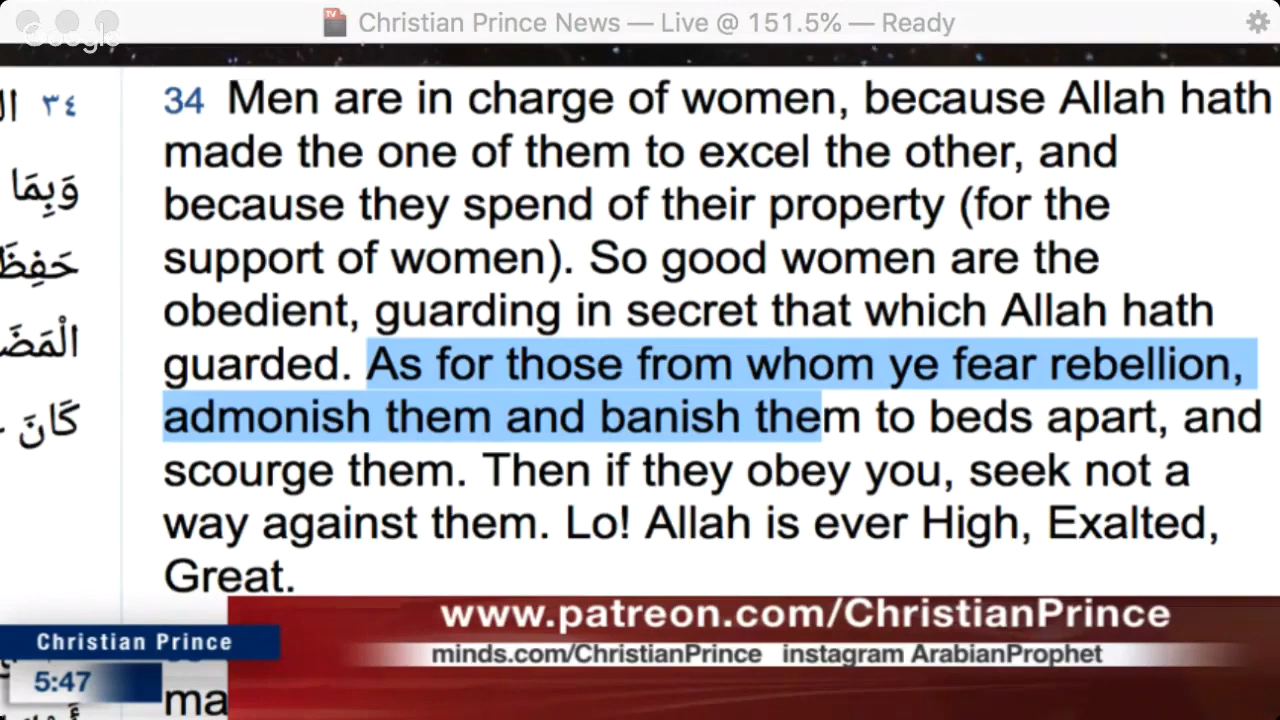 Christian Prince News — Live @ 151.5% — Ready
Google
34 Men are in charge of women, because Allah hath
made the one of them to excel the other, and
because they spend of their property (for the
support of women). So good women are the
obedient, guarding in secret that which Allah hath
guarded. As for those from whom ye fear rebellion,
admonish them and banish them to beds apart, and
scourge them. Then if they obey you, seek not a
way against them. Lo! Allah is ever High, Exalted,
Great.
٣٤
وَبِمَا
كَانَ
www.patreon.com/ChristianPrince
Christian Prince
minds.com/ChristianPrince instagram ArabianProphet
5:47
ma